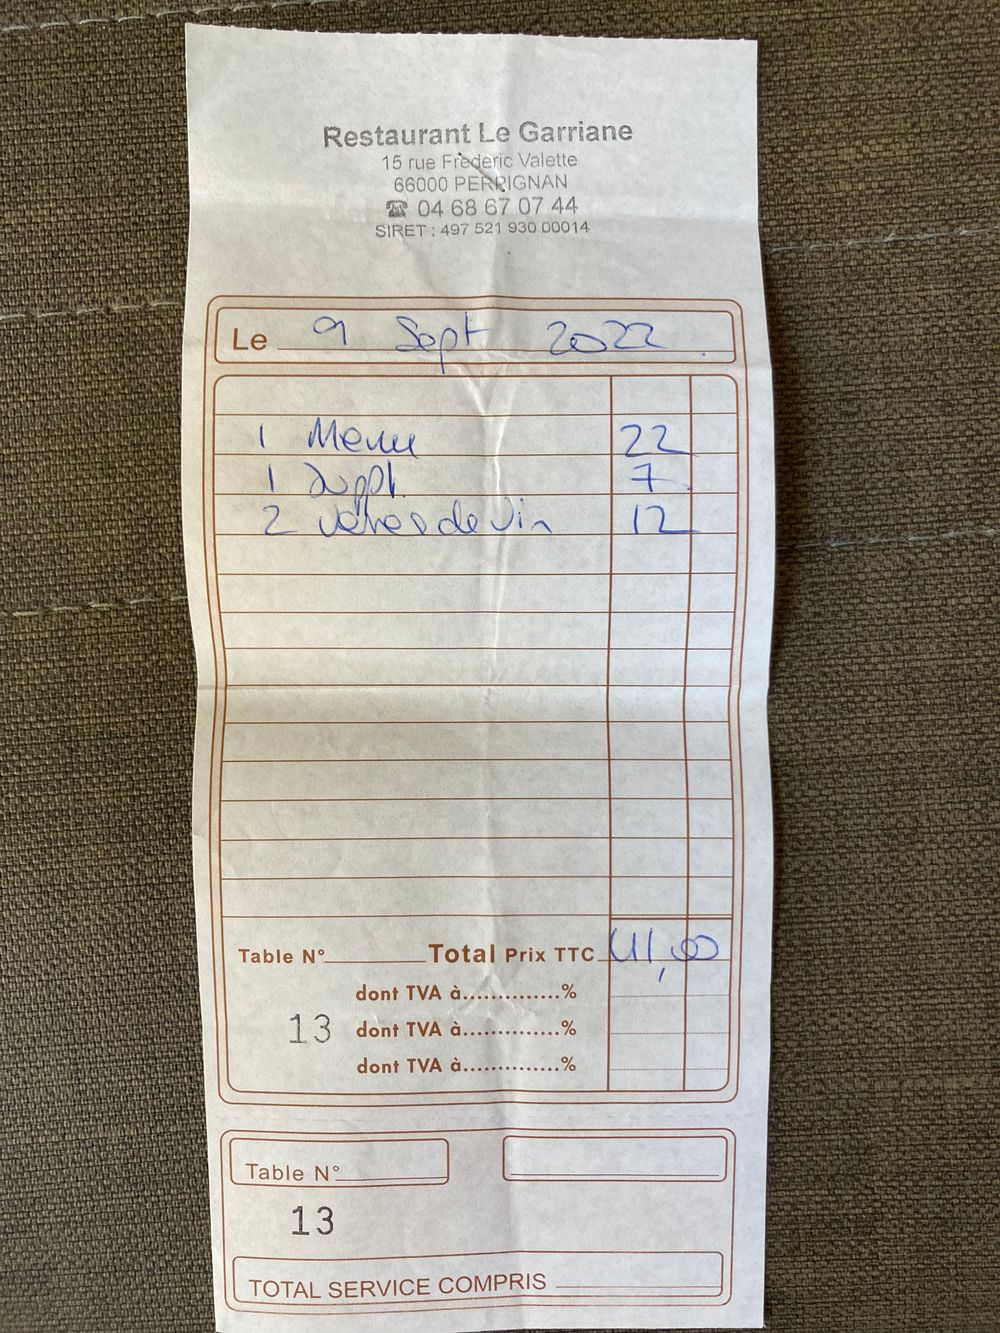 Restaurant Le Garriane
15 rue Frèderic Valette
66000 PERPIGNAN
☎ 04 68 67 07 44
SIRET : 497 521 930 00014
Le 9 Sept 2022
1 Menu 22
1 Suppl. 7
2 verres de Vin 12
Table N° Total Prix TTC 41,00
dont TVA à..............%
13 dont TVA à..............%
dont TVA à..............%
Table N°
13
TOTAL SERVICE COMPRIS